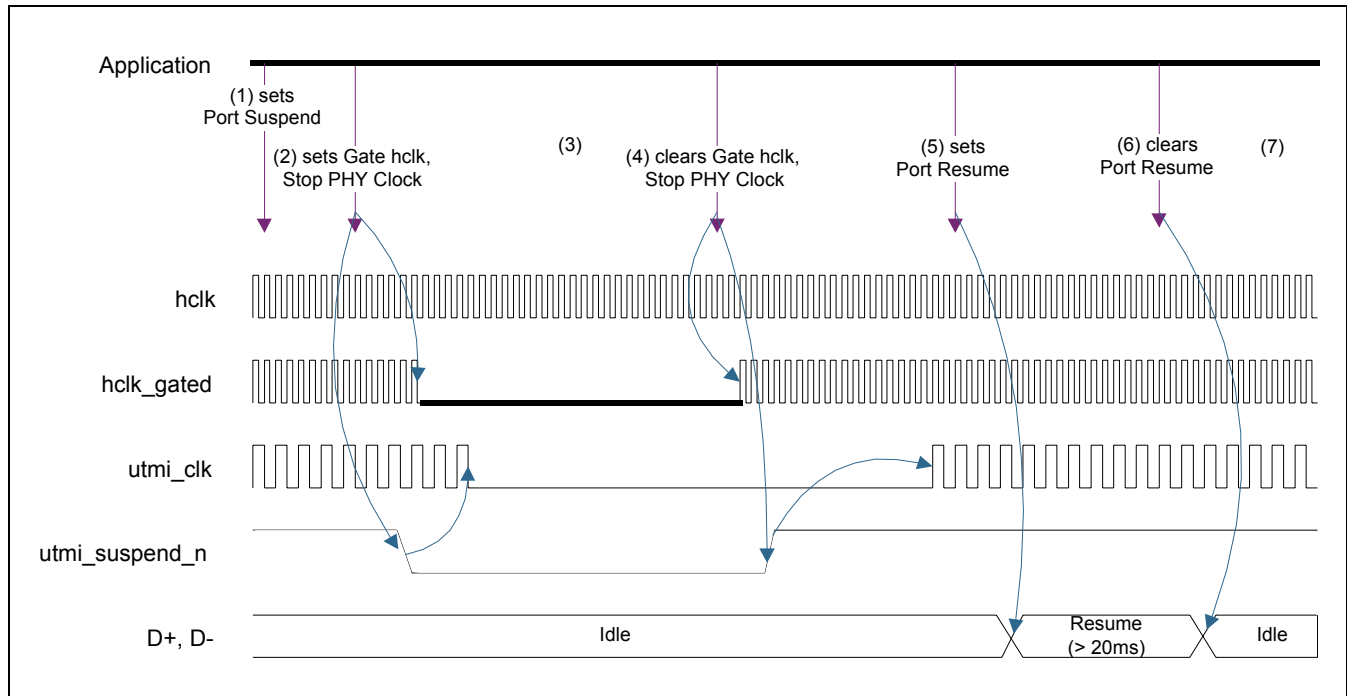 Application
(1) sets
Port Suspend
(2) sets Gate hclk,
Stop PHY Clock
(3)
(4) clears Gate hclk,
Stop PHY Clock
(5) sets
Port Resume
(6) clears
Port Resume
(7)
hclk
hclk_gated
utmi_clk
utmi_suspend_n
D+, D-
Idle
Resume
(> 20ms)
Idle